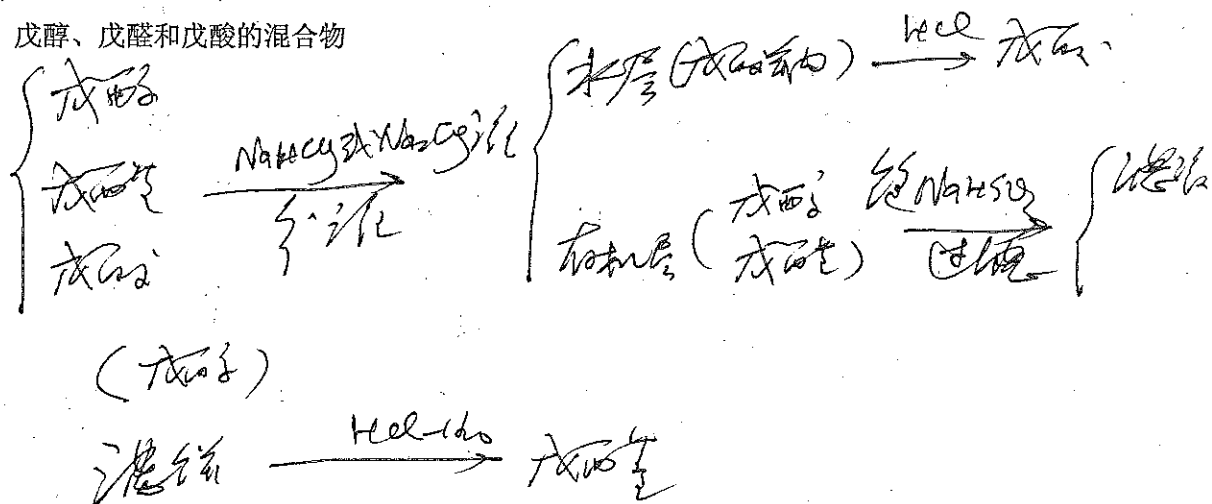 戊醇、戊醛和戊酸的混合物
戊醇
戊醛
戊酸
NaHCO3或Na2CO3溶液
分液
水层(戊酸钠) HCl 戊酸
有机层(戊醇 戊醛) 饱NaHSO3 过滤 滤液
(戊醇)
滤饼 HCl-H2O 戊醛